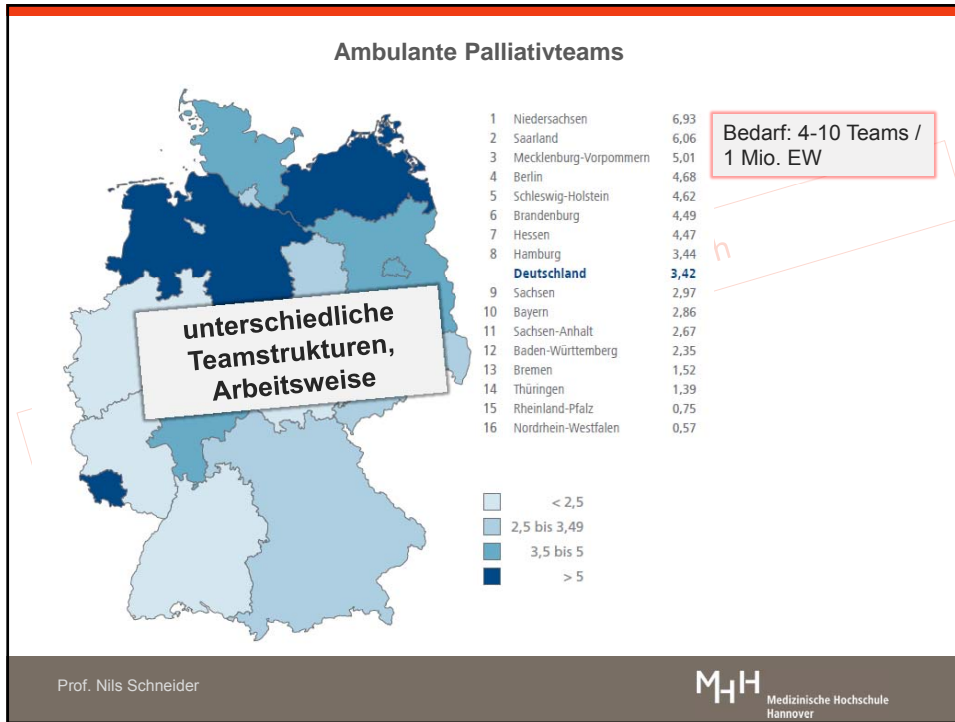 Ambulante Palliativteams
1 Niedersachsen 6,93
2 Saarland 6,06
3 Mecklenburg-Vorpommern 5,01
4 Berlin 4,68
5 Schleswig-Holstein 4,62
6 Brandenburg 4,49
7 Hessen 4,47
8 Hamburg 3,44
Deutschland 3,42
9 Sachsen 2,97
10 Bayern 2,86
11 Sachsen-Anhalt 2,67
12 Baden-Württemberg 2,35
13 Bremen 1,52
14 Thüringen 1,39
15 Rheinland-Pfalz 0,75
16 Nordrhein-Westfalen 0,57
Bedarf: 4-10 Teams /
1 Mio. EW
unterschiedliche
Teamstrukturen,
Arbeitsweise
< 2,5
2,5 bis 3,49
3,5 bis 5
> 5
Prof. Nils Schneider
MHH
Medizinische Hochschule
Hannover